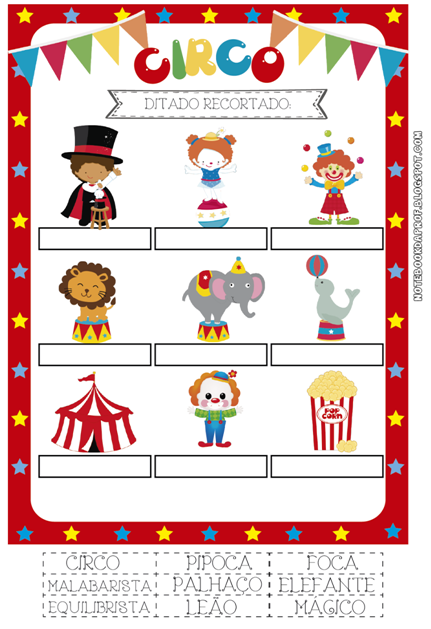 CIRCO
DITADO RECORTADO:
NOTEBOOKDAPROF.BLOGSPOT.COM
POP CORN
CIRCO PIPOCA FOCA
MALABARISTA PALHAÇO ELEFANTE
EQUILIBRISTA LEÃO MÁGICO